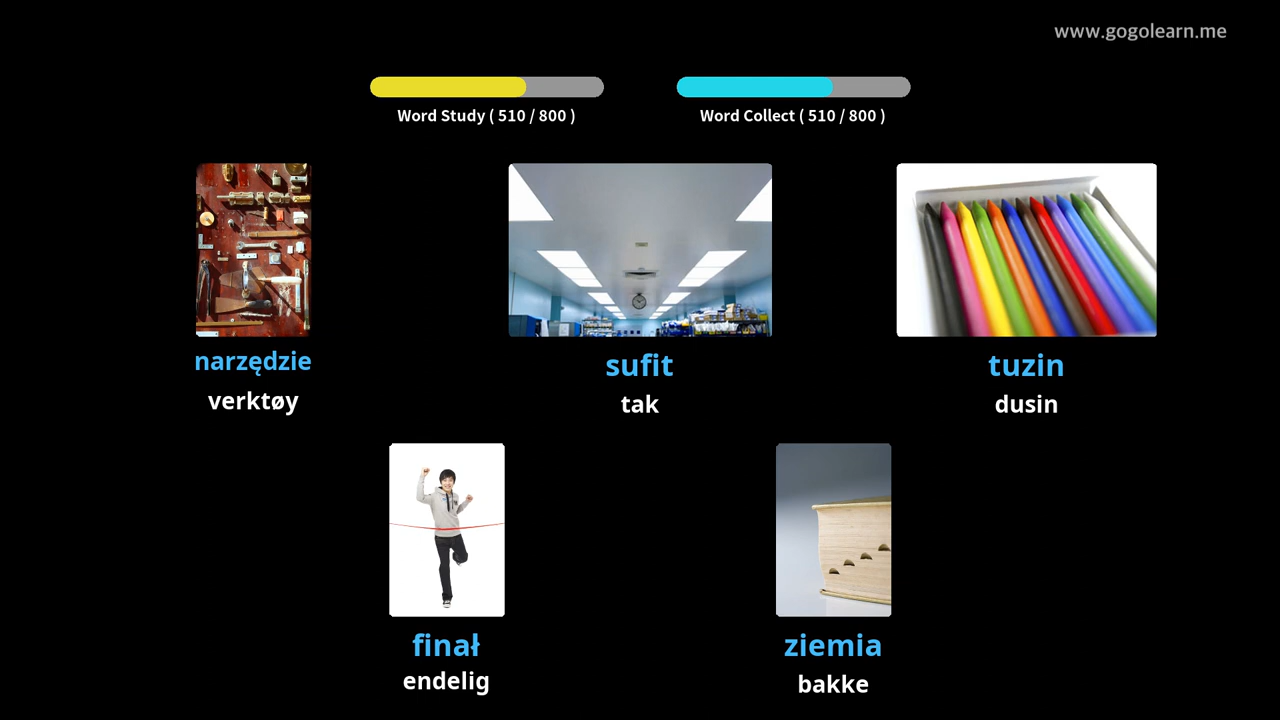 www.gogolearn.me
Word Study ( 510 / 800 )
Word Collect ( 510 / 800 )
narzędzie
verktøy
sufit
tak
tuzin
dusin
finał
endelig
ziemia
bakke